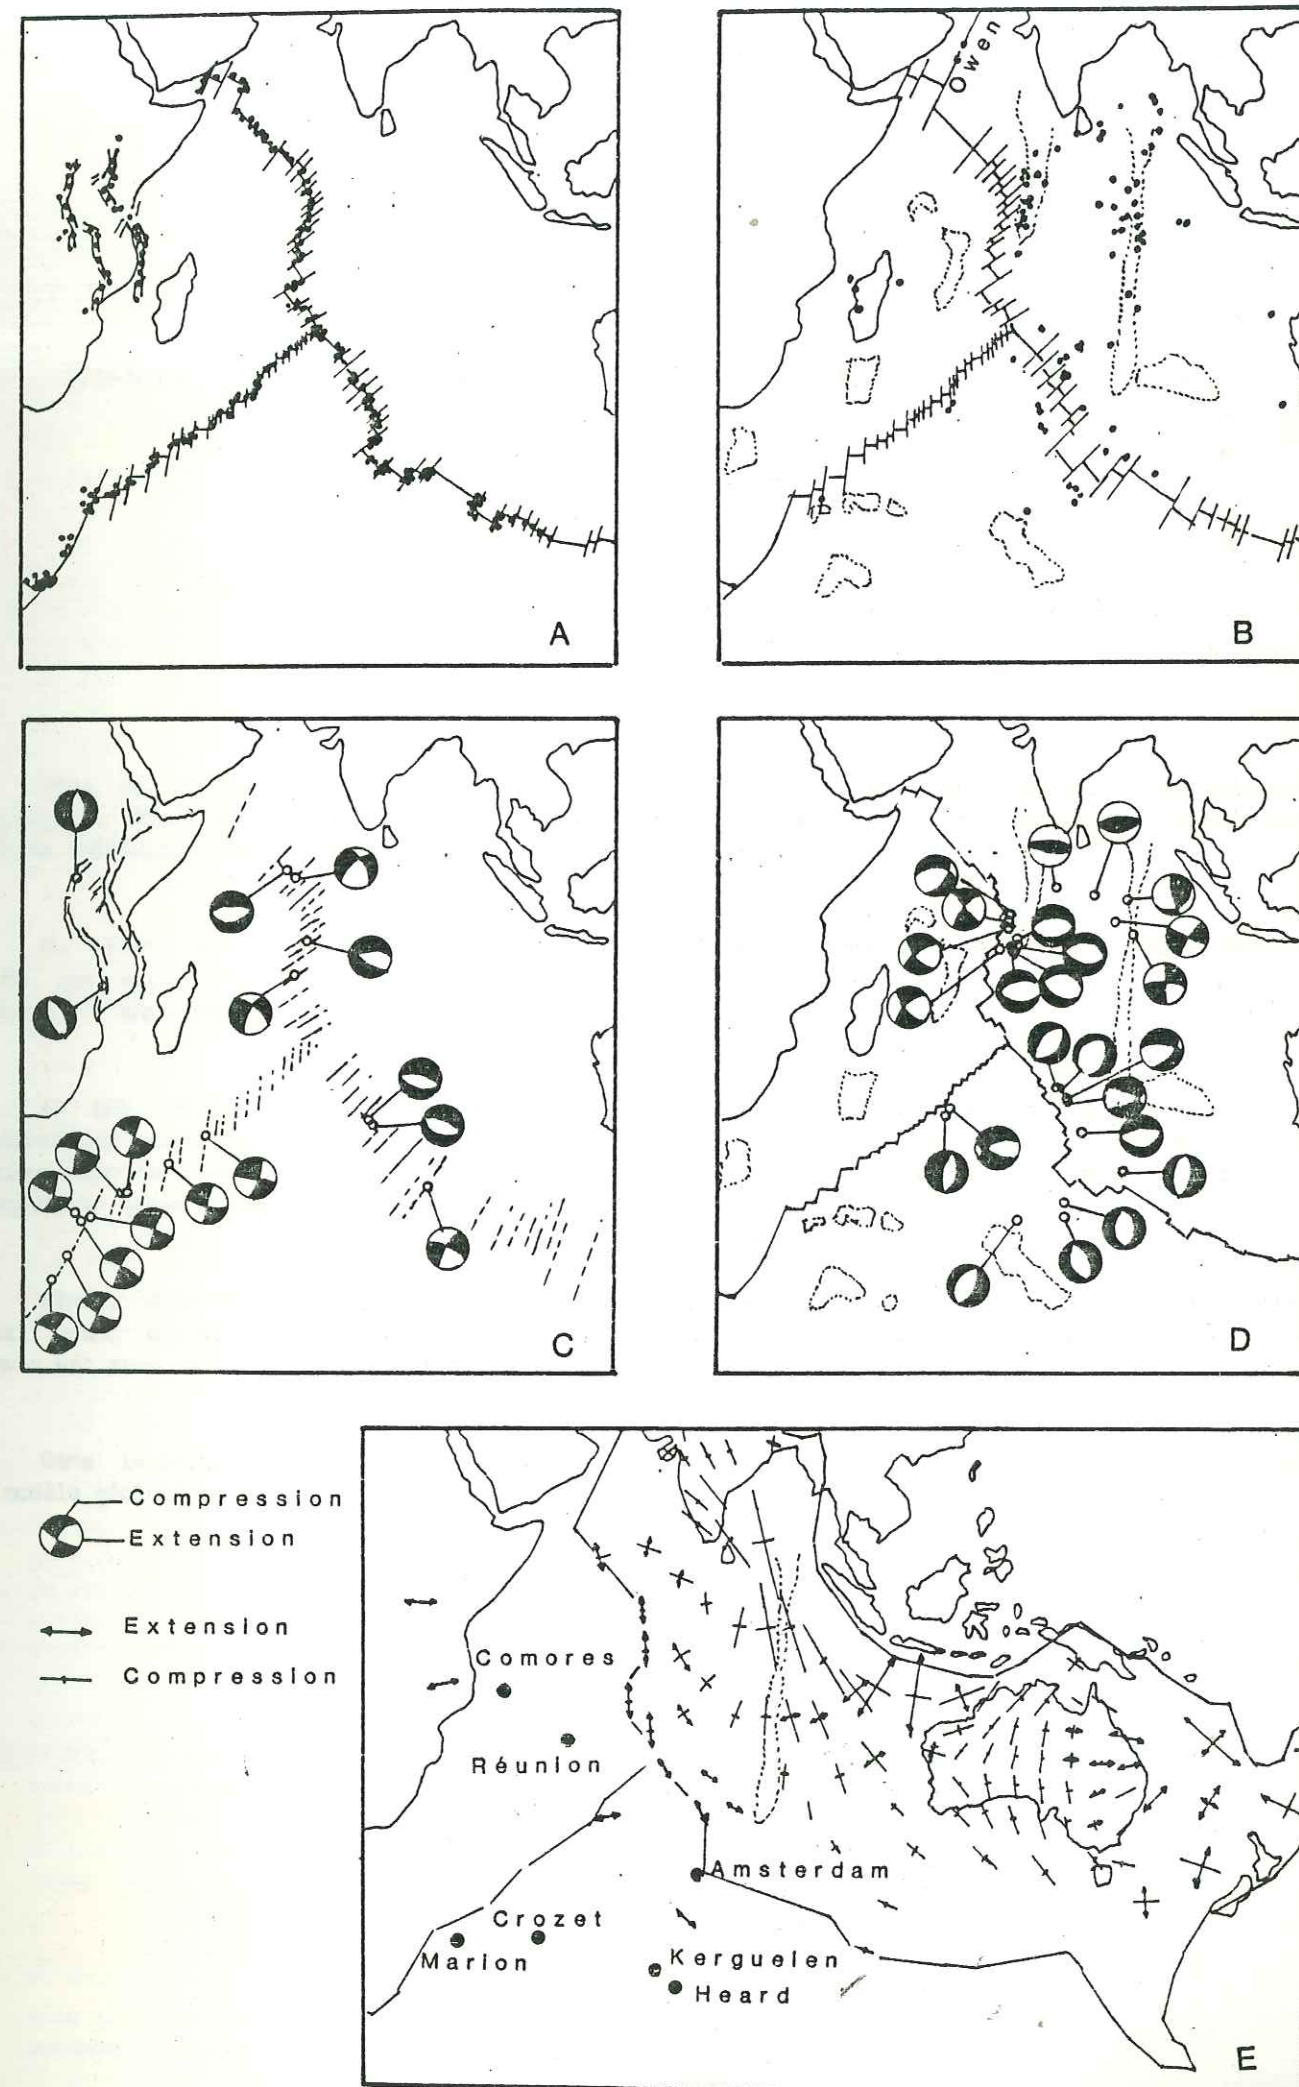 Owen
A
B
C
D
Compression
Extension
Extension
Compression
Comores
Réunion
Amsterdam
Crozet
Marion
Kerguelen
Heard
E